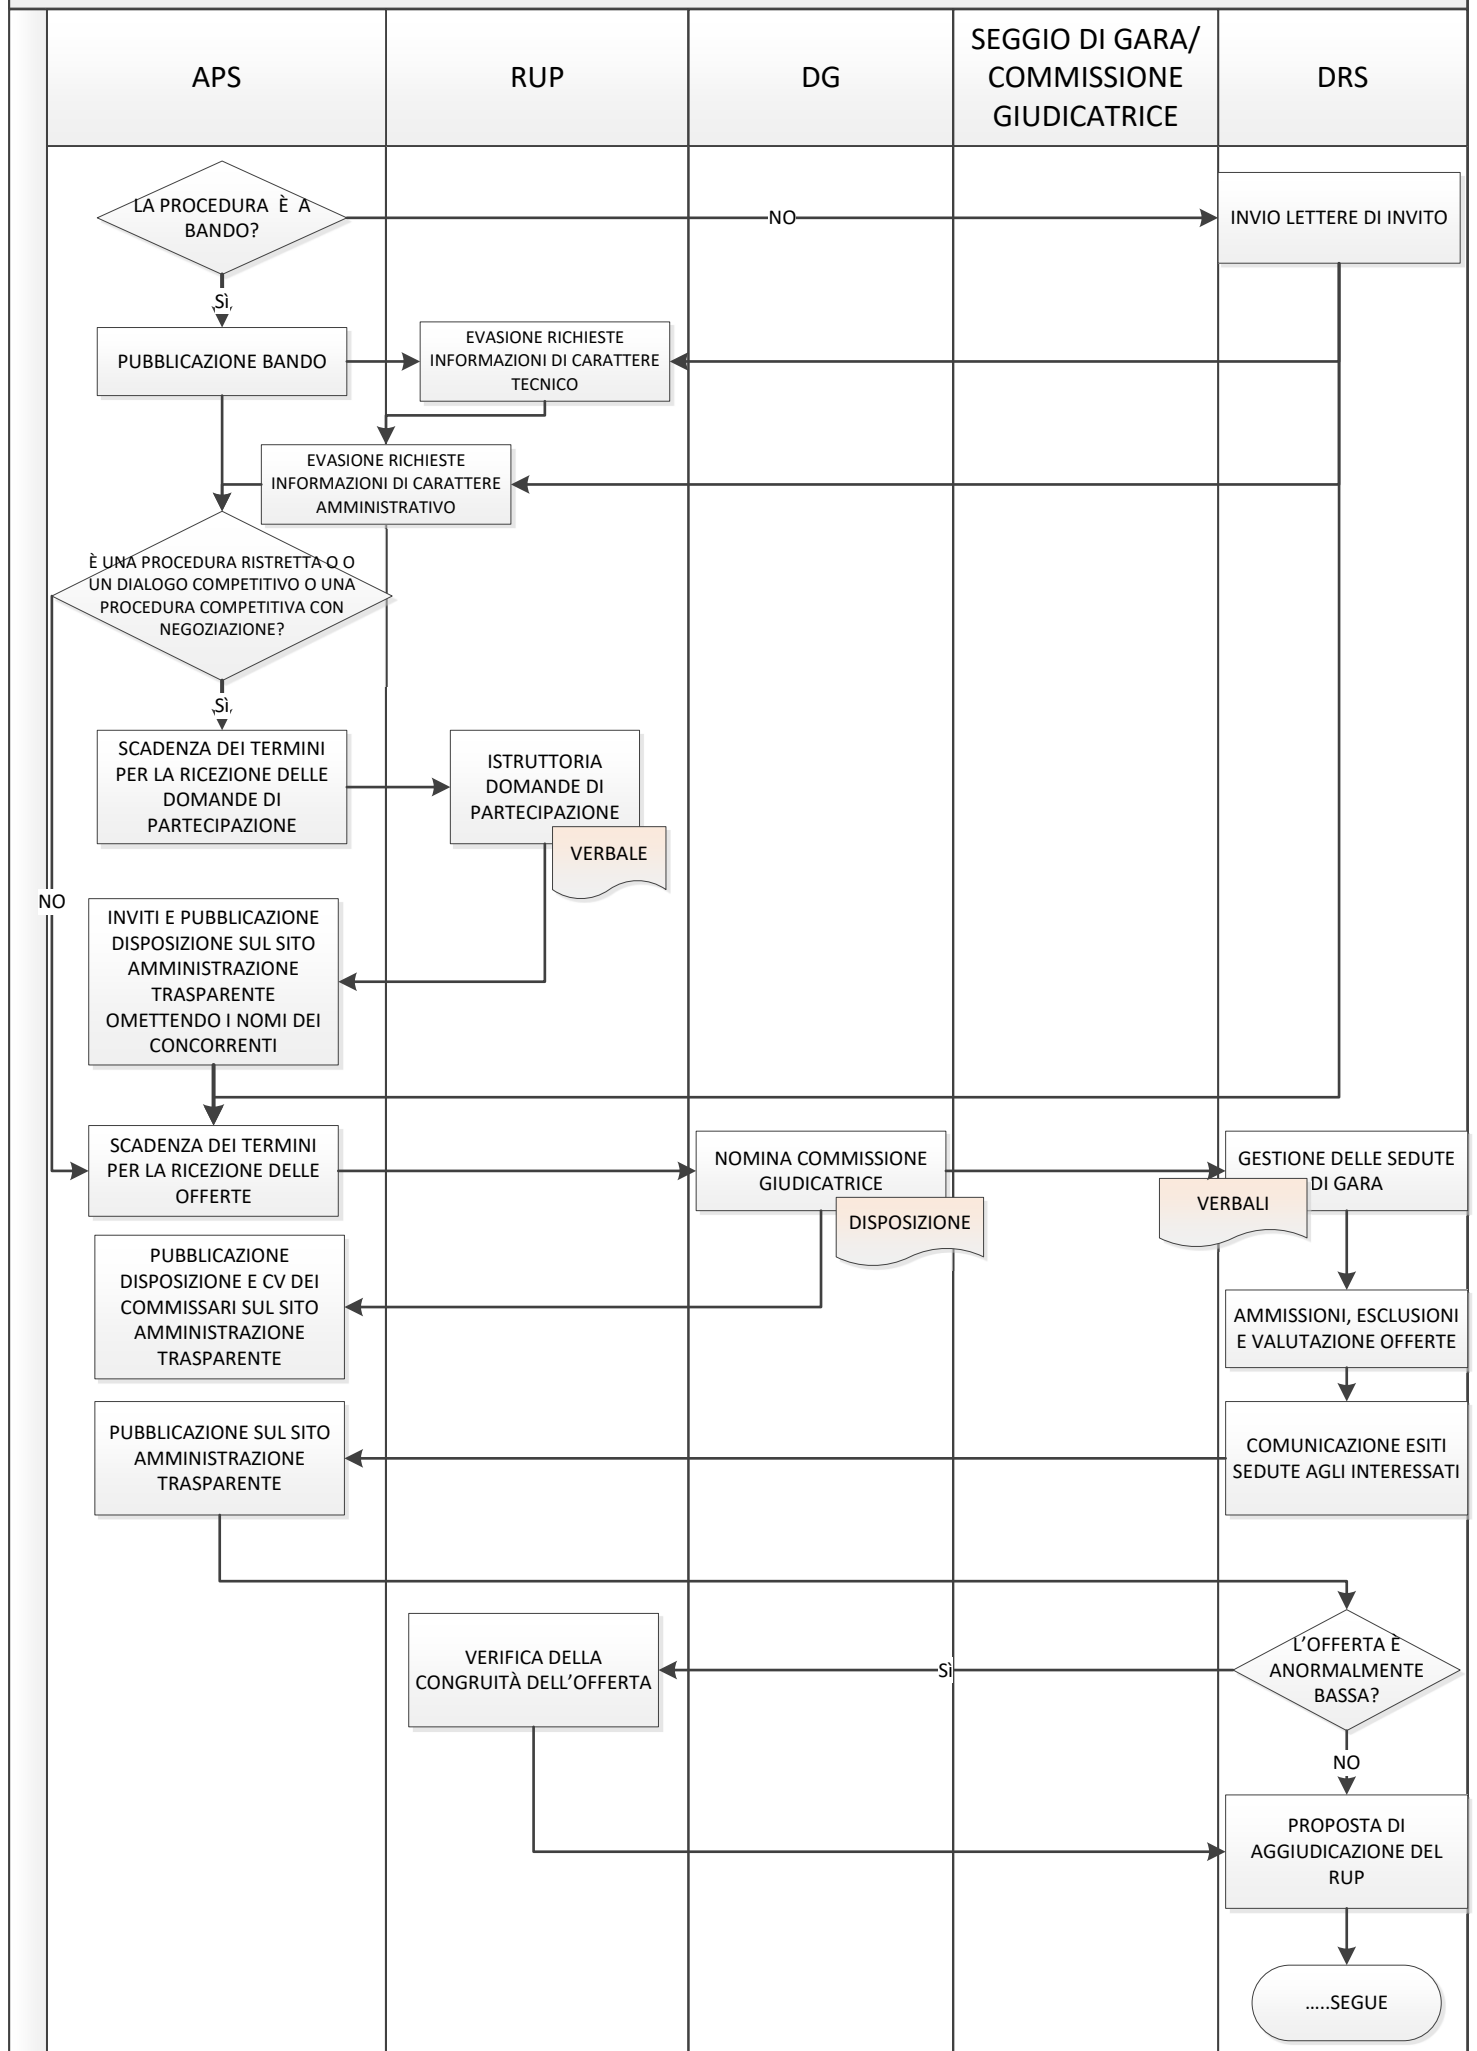 APS
RUP
DG
SEGGIO DI GARA/
COMMISSIONE
GIUDICATRICE
DRS
LA PROCEDURA È A
BANDO?
NO
INVIO LETTERE DI INVITO
Sì
PUBBLICAZIONE BANDO
EVASIONE RICHIESTE
INFORMAZIONI DI CARATTERE
TECNICO
EVASIONE RICHIESTE
INFORMAZIONI DI CARATTERE
AMMINISTRATIVO
È UNA PROCEDURA RISTRETTA O O
UN DIALOGO COMPETITIVO O UNA
PROCEDURA COMPETITIVA CON
NEGOZIAZIONE?
Sì
SCADENZA DEI TERMINI
PER LA RICEZIONE DELLE
DOMANDE DI
PARTECIPAZIONE
ISTRUTTORIA
DOMANDE DI
PARTECIPAZIONE
VERBALE
NO
INVITI E PUBBLICAZIONE
DISPOSIZIONE SUL SITO
AMMINISTRAZIONE
TRASPARENTE
OMETTENDO I NOMI DEI
CONCORRENTI
SCADENZA DEI TERMINI
PER LA RICEZIONE DELLE
OFFERTE
NOMINA COMMISSIONE
GIUDICATRICE
DISPOSIZIONE
GESTIONE DELLE SEDUTE
DI GARA
VERBALI
PUBBLICAZIONE
DISPOSIZIONE E CV DEI
COMMISSARI SUL SITO
AMMINISTRAZIONE
TRASPARENTE
AMMISSIONI, ESCLUSIONI
E VALUTAZIONE OFFERTE
PUBBLICAZIONE SUL SITO
AMMINISTRAZIONE
TRASPARENTE
COMUNICAZIONE ESITI
SEDUTE AGLI INTERESSATI
VERIFICA DELLA
CONGRUITÀ DELL'OFFERTA
Sì
L'OFFERTA È
ANORMALMENTE
BASSA?
NO
PROPOSTA DI
AGGIUDICAZIONE DEL
RUP
.....SEGUE